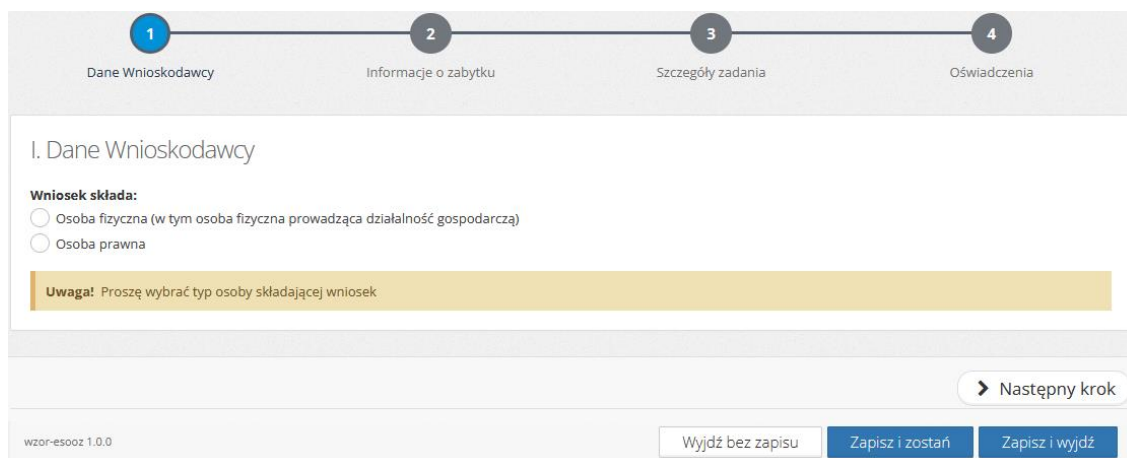 1
2
3
4
Dane Wnioskodawcy
Informacje o zabytku
Szczegóły zadania
Oświadczenia
I. Dane Wnioskodawcy
Wniosek składa:
Osoba fizyczna (w tym osoba fizyczna prowadząca działalność gospodarczą)
Osoba prawna
Uwaga! Proszę wybrać typ osoby składającej wniosek
Następny krok
wzor-esooz 1.0.0
Wyjdź bez zapisu
Zapisz i zostań
Zapisz i wyjdź